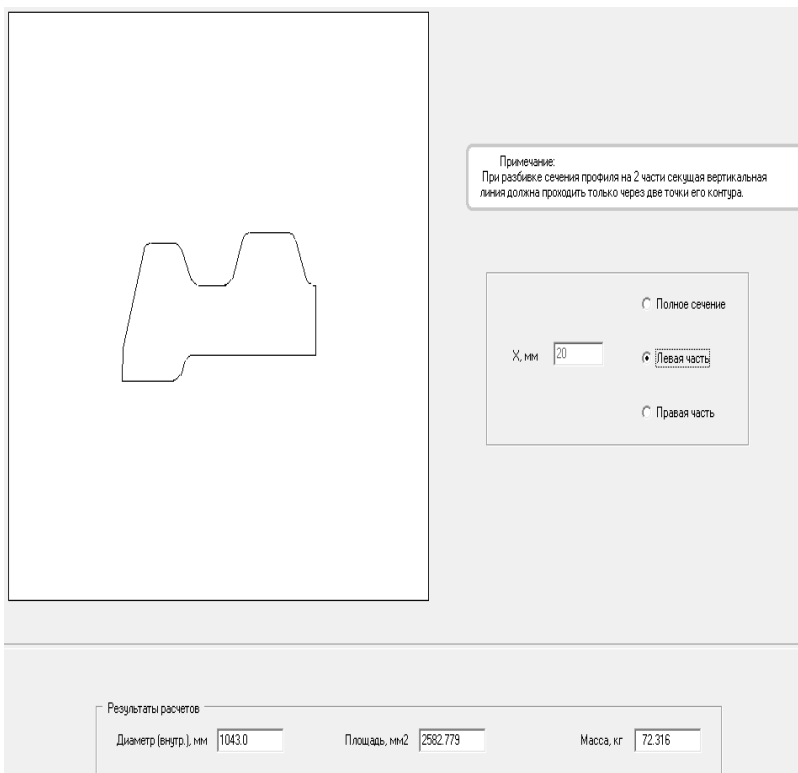 Примечание:
При разбивке сечения профиля на 2 части секущая вертикальная
линия должна проходить только через две точки его контура.
Полное сечение
X, мм 20
Левая часть
Правая часть
Результаты расчетов
Диаметр (внутр.), мм 1043.0 Площадь, мм2 2582.779 Масса, кг 72.316